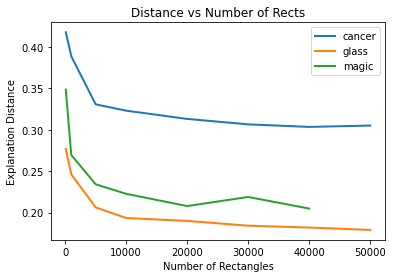 Distance vs Number of Rects
cancer
glass
magic
Explanation Distance
0.40
0.35
0.30
0.25
0.20
0
10000
20000
30000
40000
50000
Number of Rectangles